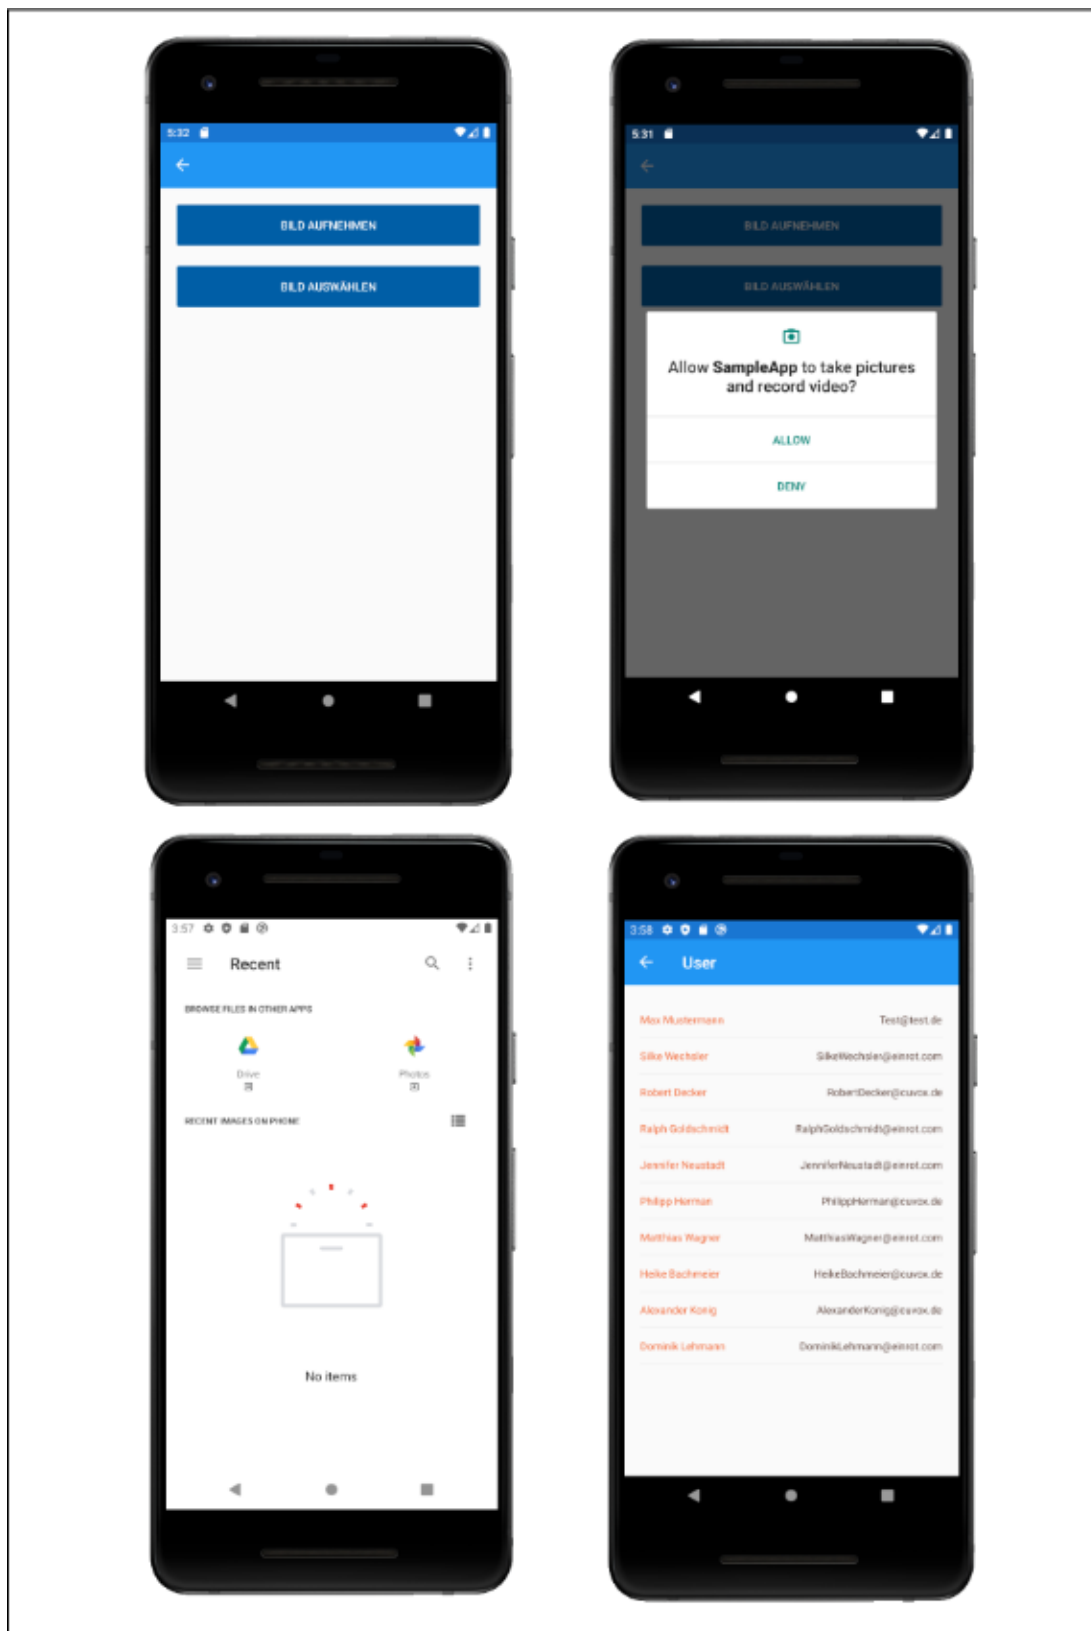 5:32
BILD AUFNEHMEN
BILD AUSWÄHLEN
5:31
BILD AUFNEHMEN
BILD AUSWÄHLEN
Allow SampleApp to take pictures
and record video?
ALLOW
DENY
3:57
Recent
BROWSE FILES IN OTHER APPS
Drive
Photos
RECENT IMAGES ON PHONE
No items
3:58
User
Max Mustermann Test@test.de
Silke Wechsler SilkeWechsler@einrot.com
Robert Decker RobertDecker@cuvox.de
Ralph Goldschmidt RalphGoldschmidt@einrot.com
Jennifer Neustadt JenniferNeustadt@einrot.com
Philipp Herman PhilippHerman@cuvox.de
Matthias Wagner MatthiasWagner@einrot.com
Heike Bachmeier HeikeBachmeier@cuvox.de
Alexander Konig AlexanderKonig@cuvox.de
Dominik Lehmann DominikLehmann@einrot.com